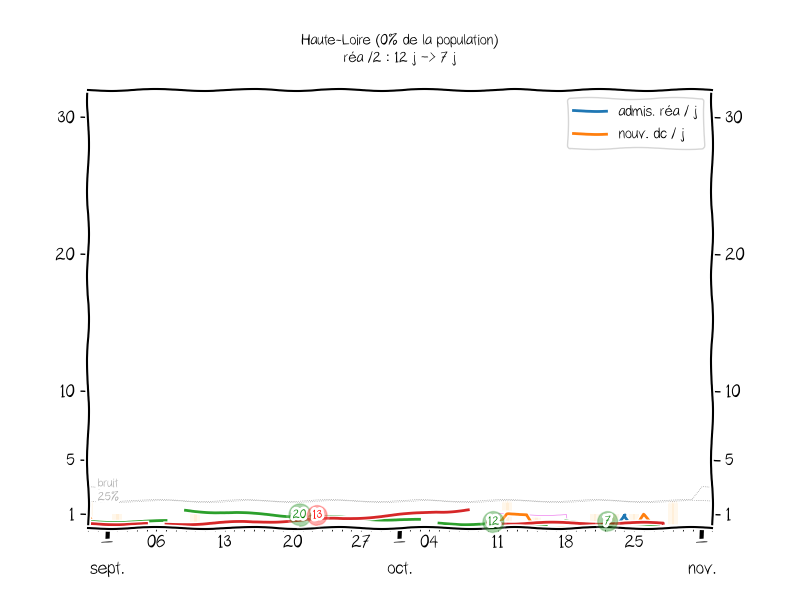 Haute-Loire (0% de la population)
réa /2 : 12 j -> 7 j
admis. réa / j
nouv. dc / j
30
30
20
20
10
10
5
5
bruit
25%
1
1
20
13
12
7
06
13
20
27
04
11
18
25
sept.
oct.
nov.